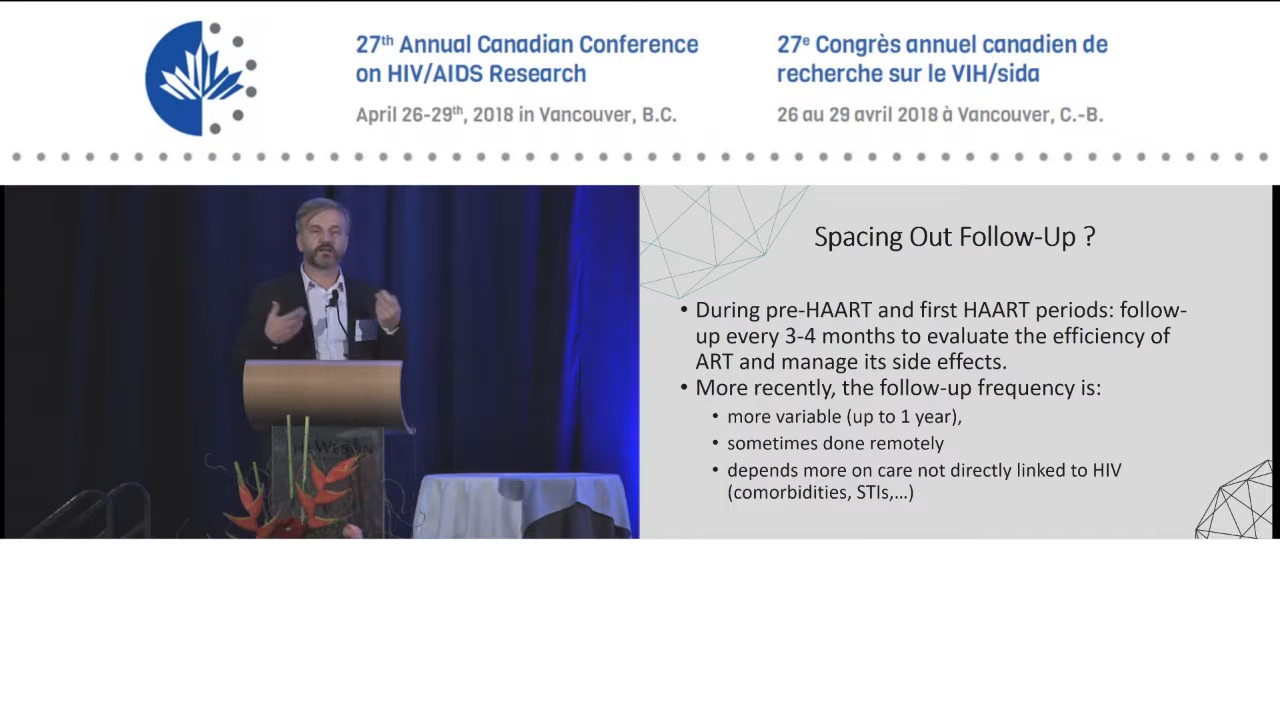 27th Annual Canadian Conference
on HIV/AIDS Research
April 26-29th, 2018 in Vancouver, B.C.
27e Congrès annuel canadien de
recherche sur le VIH/sida
26 au 29 avril 2018 à Vancouver, C.-B.
Spacing Out Follow-Up ?
• During pre-HAART and first HAART periods: follow-
up every 3-4 months to evaluate the efficiency of
ART and manage its side effects.
• More recently, the follow-up frequency is:
• more variable (up to 1 year),
• sometimes done remotely
• depends more on care not directly linked to HIV
(comorbidities, STIs,...)